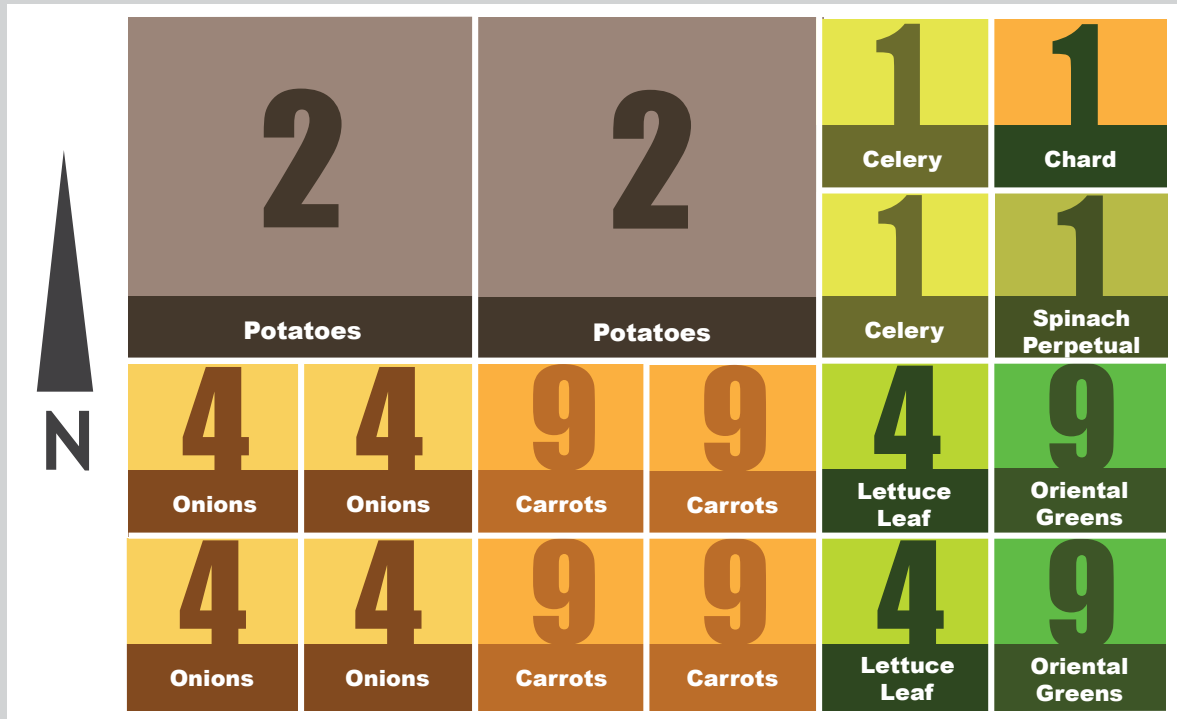 2
2
Potatoes
Potatoes
1
Celery
1
Chard
1
Celery
1
Spinach
Perpetual
N
4
Onions
4
Onions
9
Carrots
9
Carrots
4
Lettuce
Leaf
9
Oriental
Greens
4
Onions
4
Onions
9
Carrots
9
Carrots
4
Lettuce
Leaf
9
Oriental
Greens